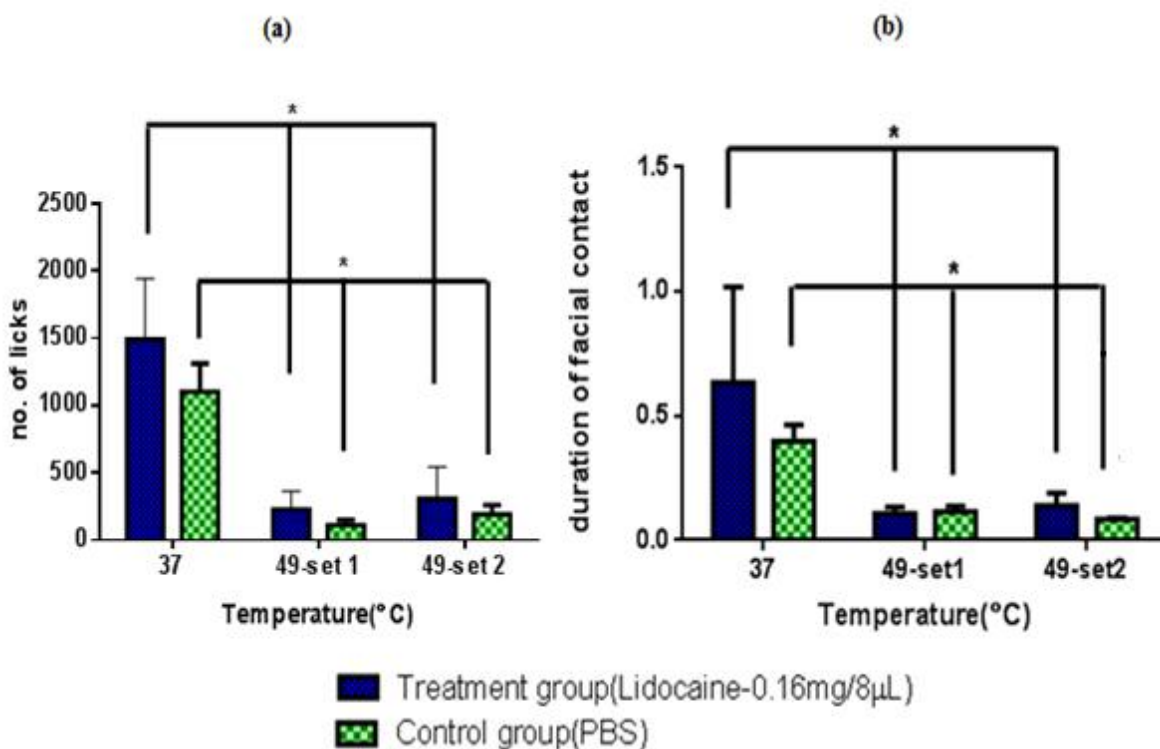 (a)
*
*
2500
2000
1500
1000
500
0
no. of licks
37
49-set 1
49-set 2
Temperature(°C)
(b)
*
*
1.5
1.0
0.5
0.0
duration of facial contact
37
49-set1
49-set2
Temperature(°C)
Treatment group(Lidocaine-0.16mg/8µL)
Control group(PBS)